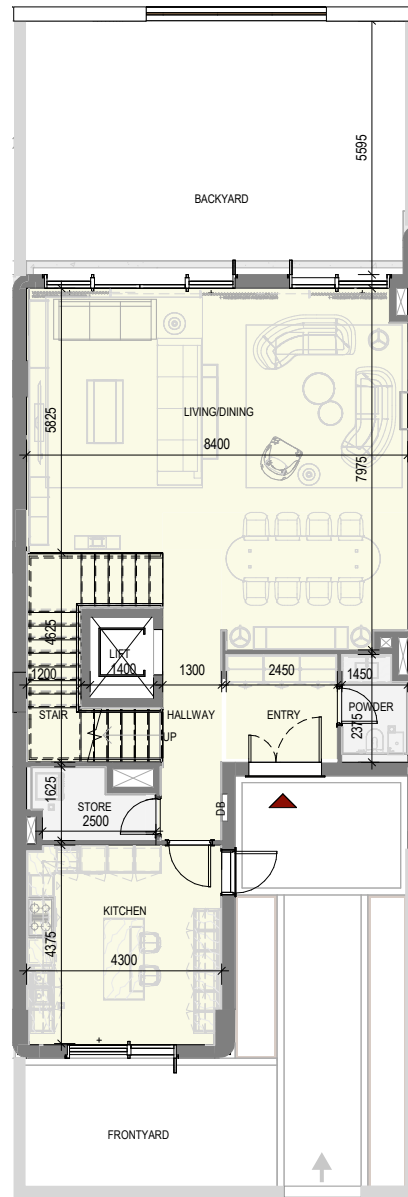 5595
BACKYARD
5825
LIVING/DINING
8400
7975
4625
LIFT
1200
1400
1300
2450
1450
STAIR
HALLWAY
ENTRY
POWDER
UP
2375
1625
STORE
2500
DB
KITCHEN
4375
4300
FRONTYARD